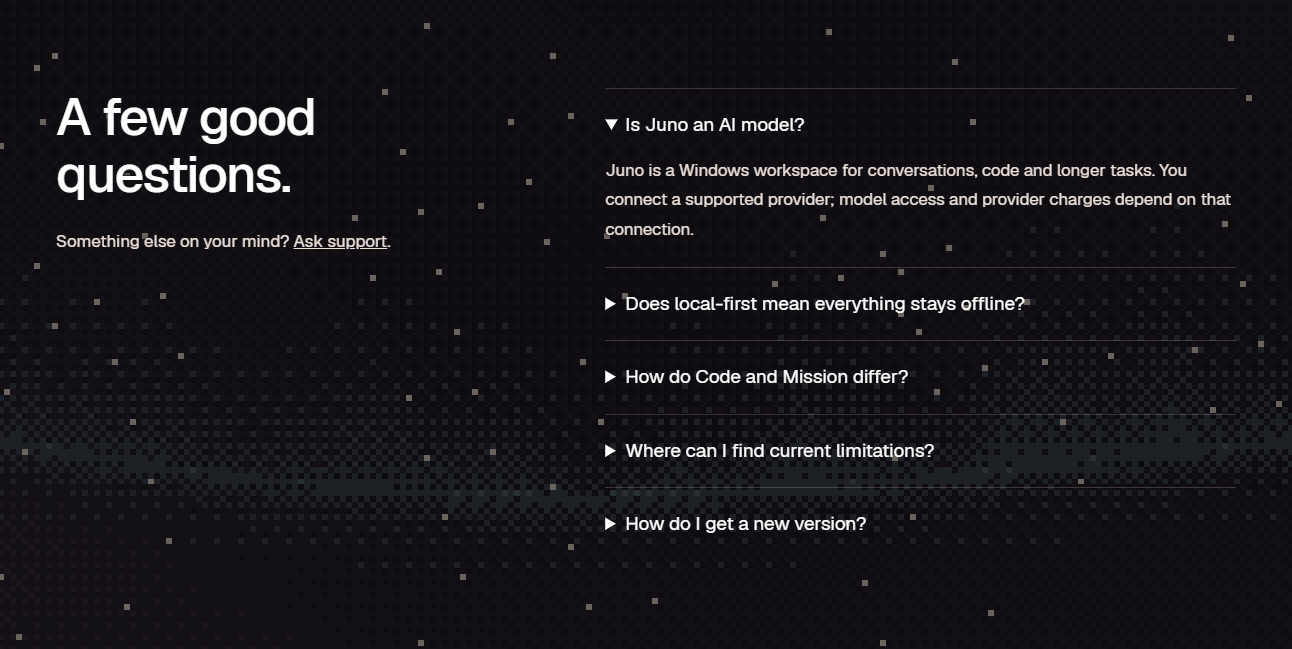 A few good
questions.
Something else on your mind? Ask support.
Is Juno an AI model?
Juno is a Windows workspace for conversations, code and longer tasks. You
connect a supported provider; model access and provider charges depend on that
connection.
Does local-first mean everything stays offline?
How do Code and Mission differ?
Where can I find current limitations?
How do I get a new version?